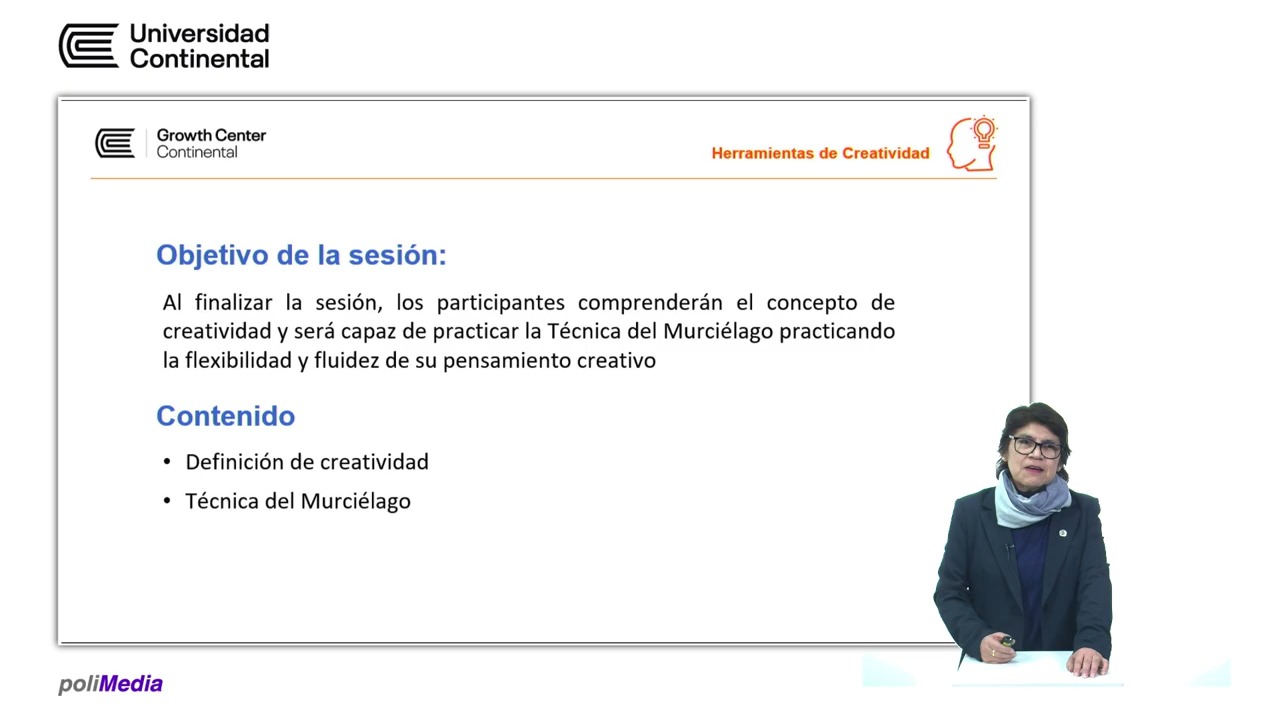 Universidad
Continental
Growth Center
Continental
Herramientas de Creatividad
Objetivo de la sesión:
Al finalizar la sesión, los participantes comprenderán el concepto de
creatividad y será capaz de practicar la Técnica del Murciélago practicando
la flexibilidad y fluidez de su pensamiento creativo
Contenido
• Definición de creatividad
• Técnica del Murciélago
poliMedia